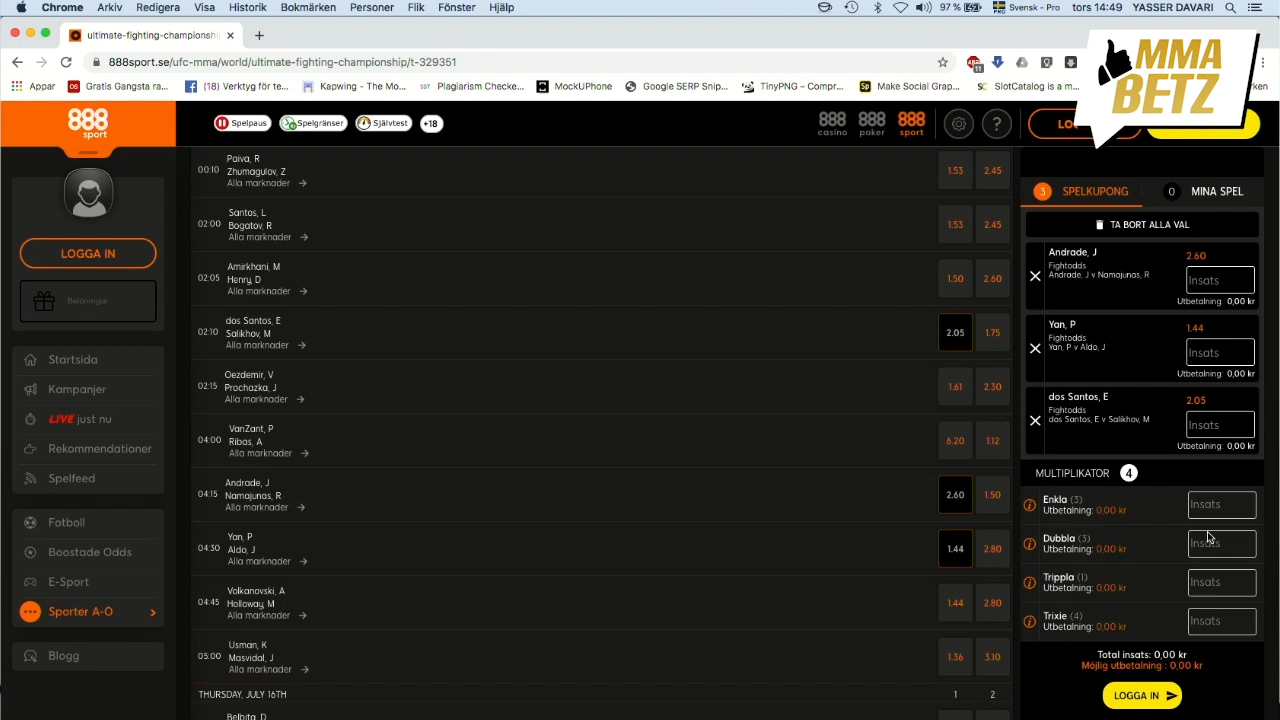 Chrome Arkiv Redigera Visa Historik Bokmärken Personer Flik Fönster Hjälp 97 % Svensk - Pro tors 14:49 YASSER DAVARI
ultimate-fighting-championshi
888sport.se/ufc-mma/world/ultimate-fighting-championship/t-329351
Appar Gratis Gangsta ra... (18) Verktyg för te... Kapwing - The Mo... Plagiarism Checke... MockUPhone Google SERP Snip... TinyPNG – Compr... Make Social Grap... SlotCatalog is a m... rken
MMA
BETZ
888
sport
Spelpaus Spelgränser Självtest +18
888 casino 888 poker 888 sport ?
LOGGA IN
Belöningar
Startsida
Kampanjer
LIVE just nu
Rekommendationer
Spelfeed
Fotboll
Boostade Odds
E-Sport
Sporter A-Ö
Blogg
00:10 Paiva, R
Zhumagulov, Z
Alla marknader
1.53 2.45
02:00 Santos, L
Bogatov, R
Alla marknader
1.53 2.45
02:05 Amirkhani, M
Henry, D
Alla marknader
1.50 2.60
02:10 dos Santos, E
Salikhov, M
Alla marknader
2.05 1.75
02:15 Oezdemir, V
Prochazka, J
Alla marknader
1.61 2.30
04:00 VanZant, P
Ribas, A
Alla marknader
6.20 1.12
04:15 Andrade, J
Namajunas, R
Alla marknader
2.60 1.50
04:30 Yan, P
Aldo, J
Alla marknader
1.44 2.80
04:45 Volkanovski, A
Holloway, M
Alla marknader
1.44 2.80
05:00 Usman, K
Masvidal, J
Alla marknader
1.36 3.10
THURSDAY, JULY 16TH 1 2
Belbita, D
3 SPELKUPONG 0 MINA SPEL
TA BORT ALLA VAL
Andrade, J 2.60
Fightodds
Andrade, J v Namajunas, R
Insats
Utbetalning: 0,00 kr
Yan, P 1.44
Fightodds
Yan, P v Aldo, J
Insats
Utbetalning: 0,00 kr
dos Santos, E 2.05
Fightodds
dos Santos, E v Salikhov, M
Insats
Utbetalning: 0,00 kr
MULTIPLIKATOR 4
Enkla (3)
Utbetalning: 0,00 kr
Insats
Dubbla (3)
Utbetalning: 0,00 kr
Insats
Trippla (1)
Utbetalning: 0,00 kr
Insats
Trixie (4)
Utbetalning: 0,00 kr
Insats
Total insats: 0,00 kr
Möjlig utbetalning : 0,00 kr
LOGGA IN